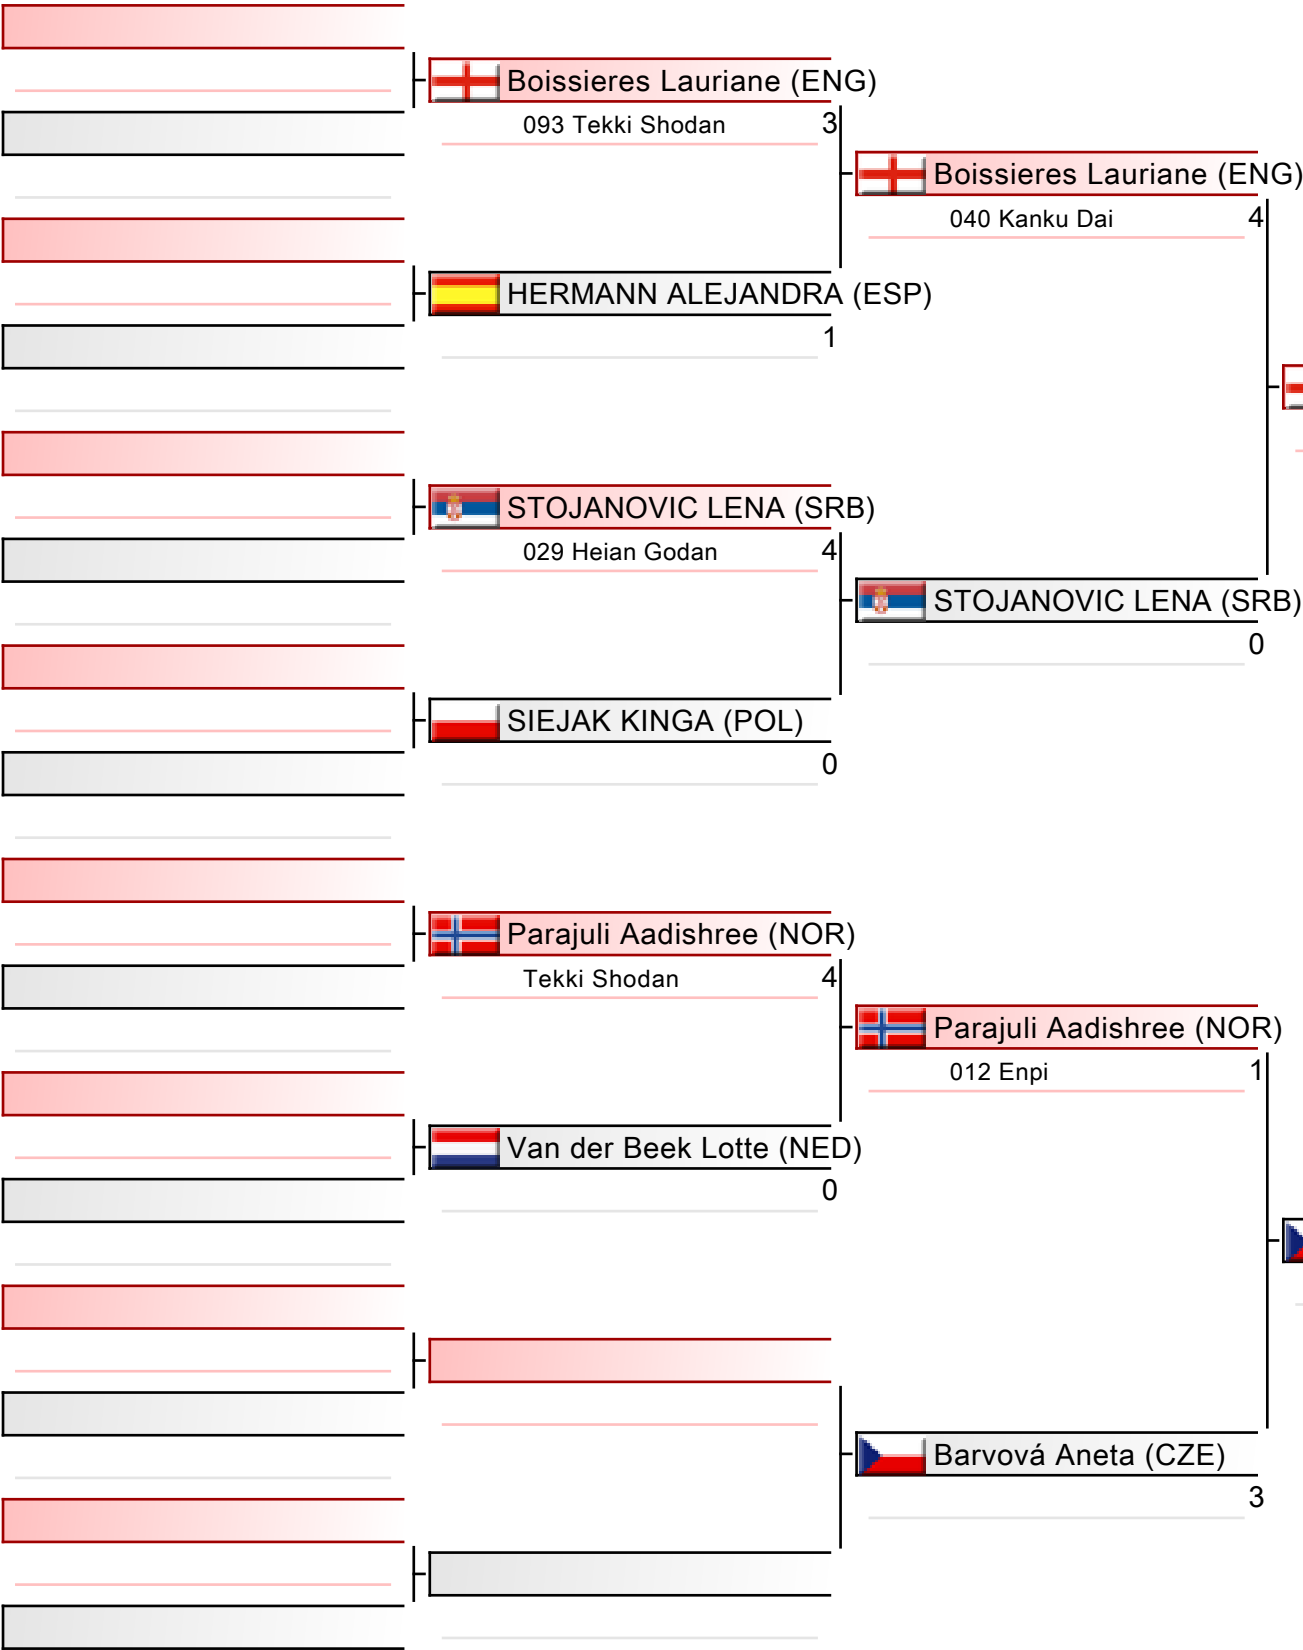 Boissieres Lauriane (ENG)
093 Tekki Shodan 3
HERMANN ALEJANDRA (ESP)
1
STOJANOVIC LENA (SRB)
029 Heian Godan 4
SIEJAK KINGA (POL)
0
Parajuli Aadishree (NOR)
Tekki Shodan 4
Van der Beek Lotte (NED)
0
Boissieres Lauriane (ENG)
040 Kanku Dai 4
STOJANOVIC LENA (SRB)
0
Parajuli Aadishree (NOR)
012 Enpi 1
Barvová Aneta (CZE)
3